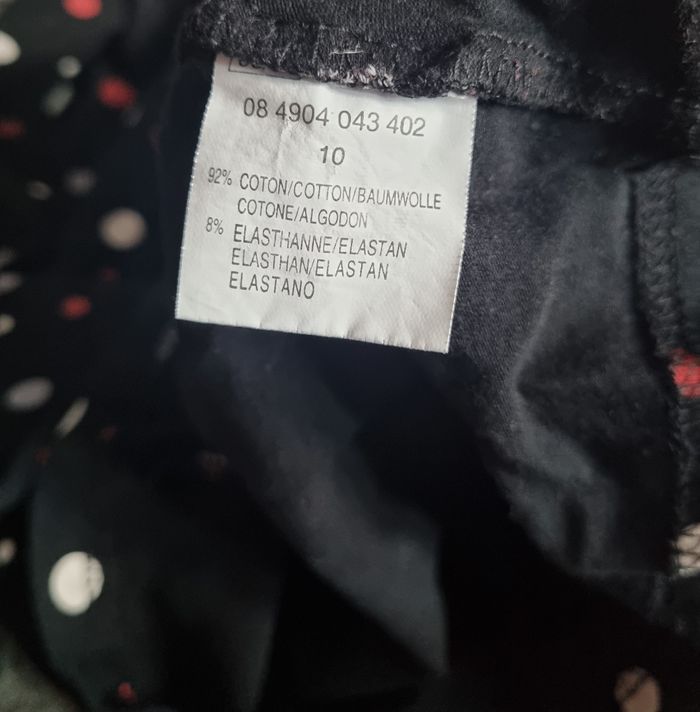 08 4904 043 402
10
92% COTON/COTTON/BAUMWOLLE
COTONE/ALGODON
8% ELASTHANNE/ELASTAN
ELASTHAN/ELASTAN
ELASTANO